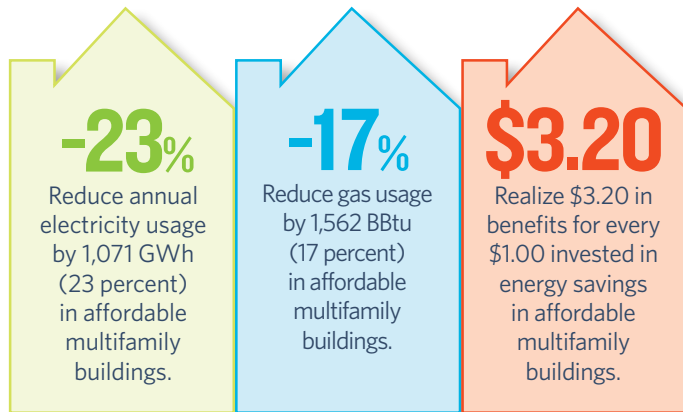 -23%
Reduce annual
electricity usage
by 1,071 GWh
(23 percent)
in affordable
multifamily
buildings.
-17%
Reduce gas usage
by 1,562 BBtu
(17 percent)
in affordable
multifamily
buildings.
$3.20
Realize $3.20 in
benefits for every
$1.00 invested in
energy savings
in affordable
multifamily
buildings.